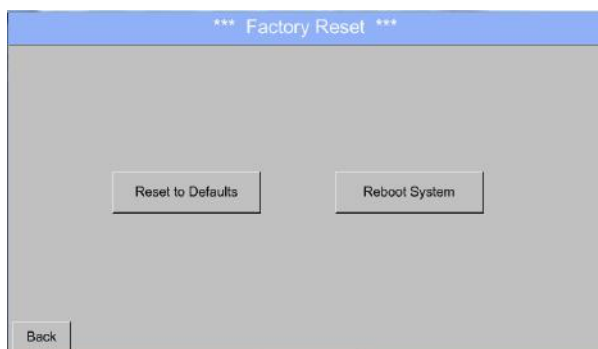 *** Factory Reset ***
Reset to Defaults
Reboot System
Back